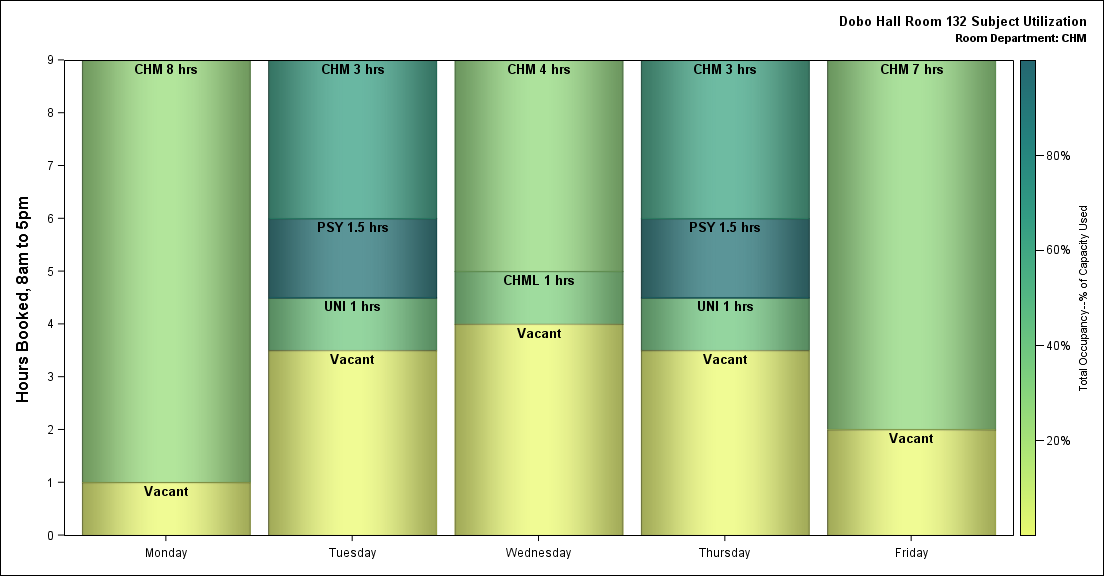 Dobo Hall Room 132 Subject Utilization
Room Department: CHM
Hours Booked, 8am to 5pm
9
8
7
6
5
4
3
2
1
0
CHM 8 hrs
Vacant
CHM 3 hrs
PSY 1.5 hrs
UNI 1 hrs
Vacant
CHM 4 hrs
CHML 1 hrs
Vacant
CHM 3 hrs
PSY 1.5 hrs
UNI 1 hrs
Vacant
CHM 7 hrs
Vacant
Monday
Tuesday
Wednesday
Thursday
Friday
80%
60%
40%
20%
Total Occupancy--% of Capacity Used